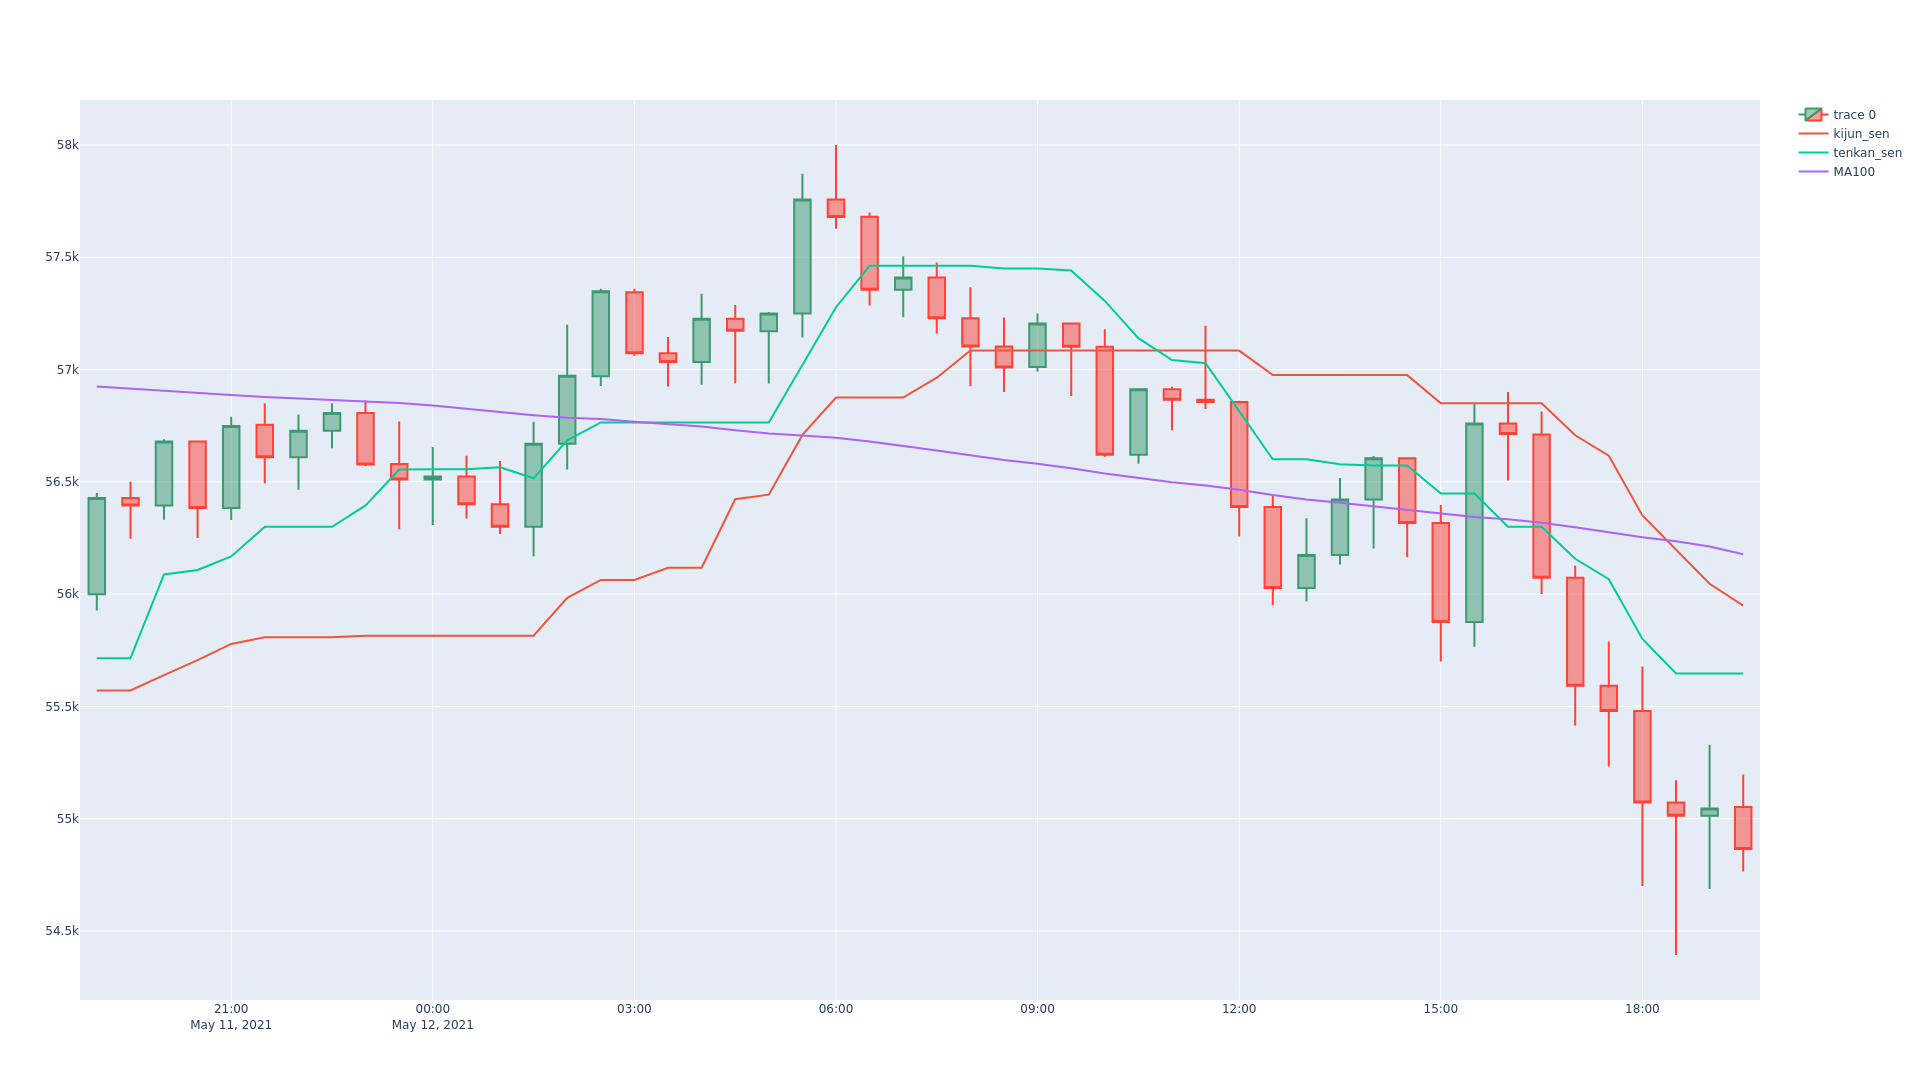 58k
57.5k
57k
56.5k
56k
55.5k
55k
54.5k
21:00
May 11, 2021
00:00
May 12, 2021
03:00
06:00
09:00
12:00
15:00
18:00
trace 0
kijun_sen
tenkan_sen
MA100